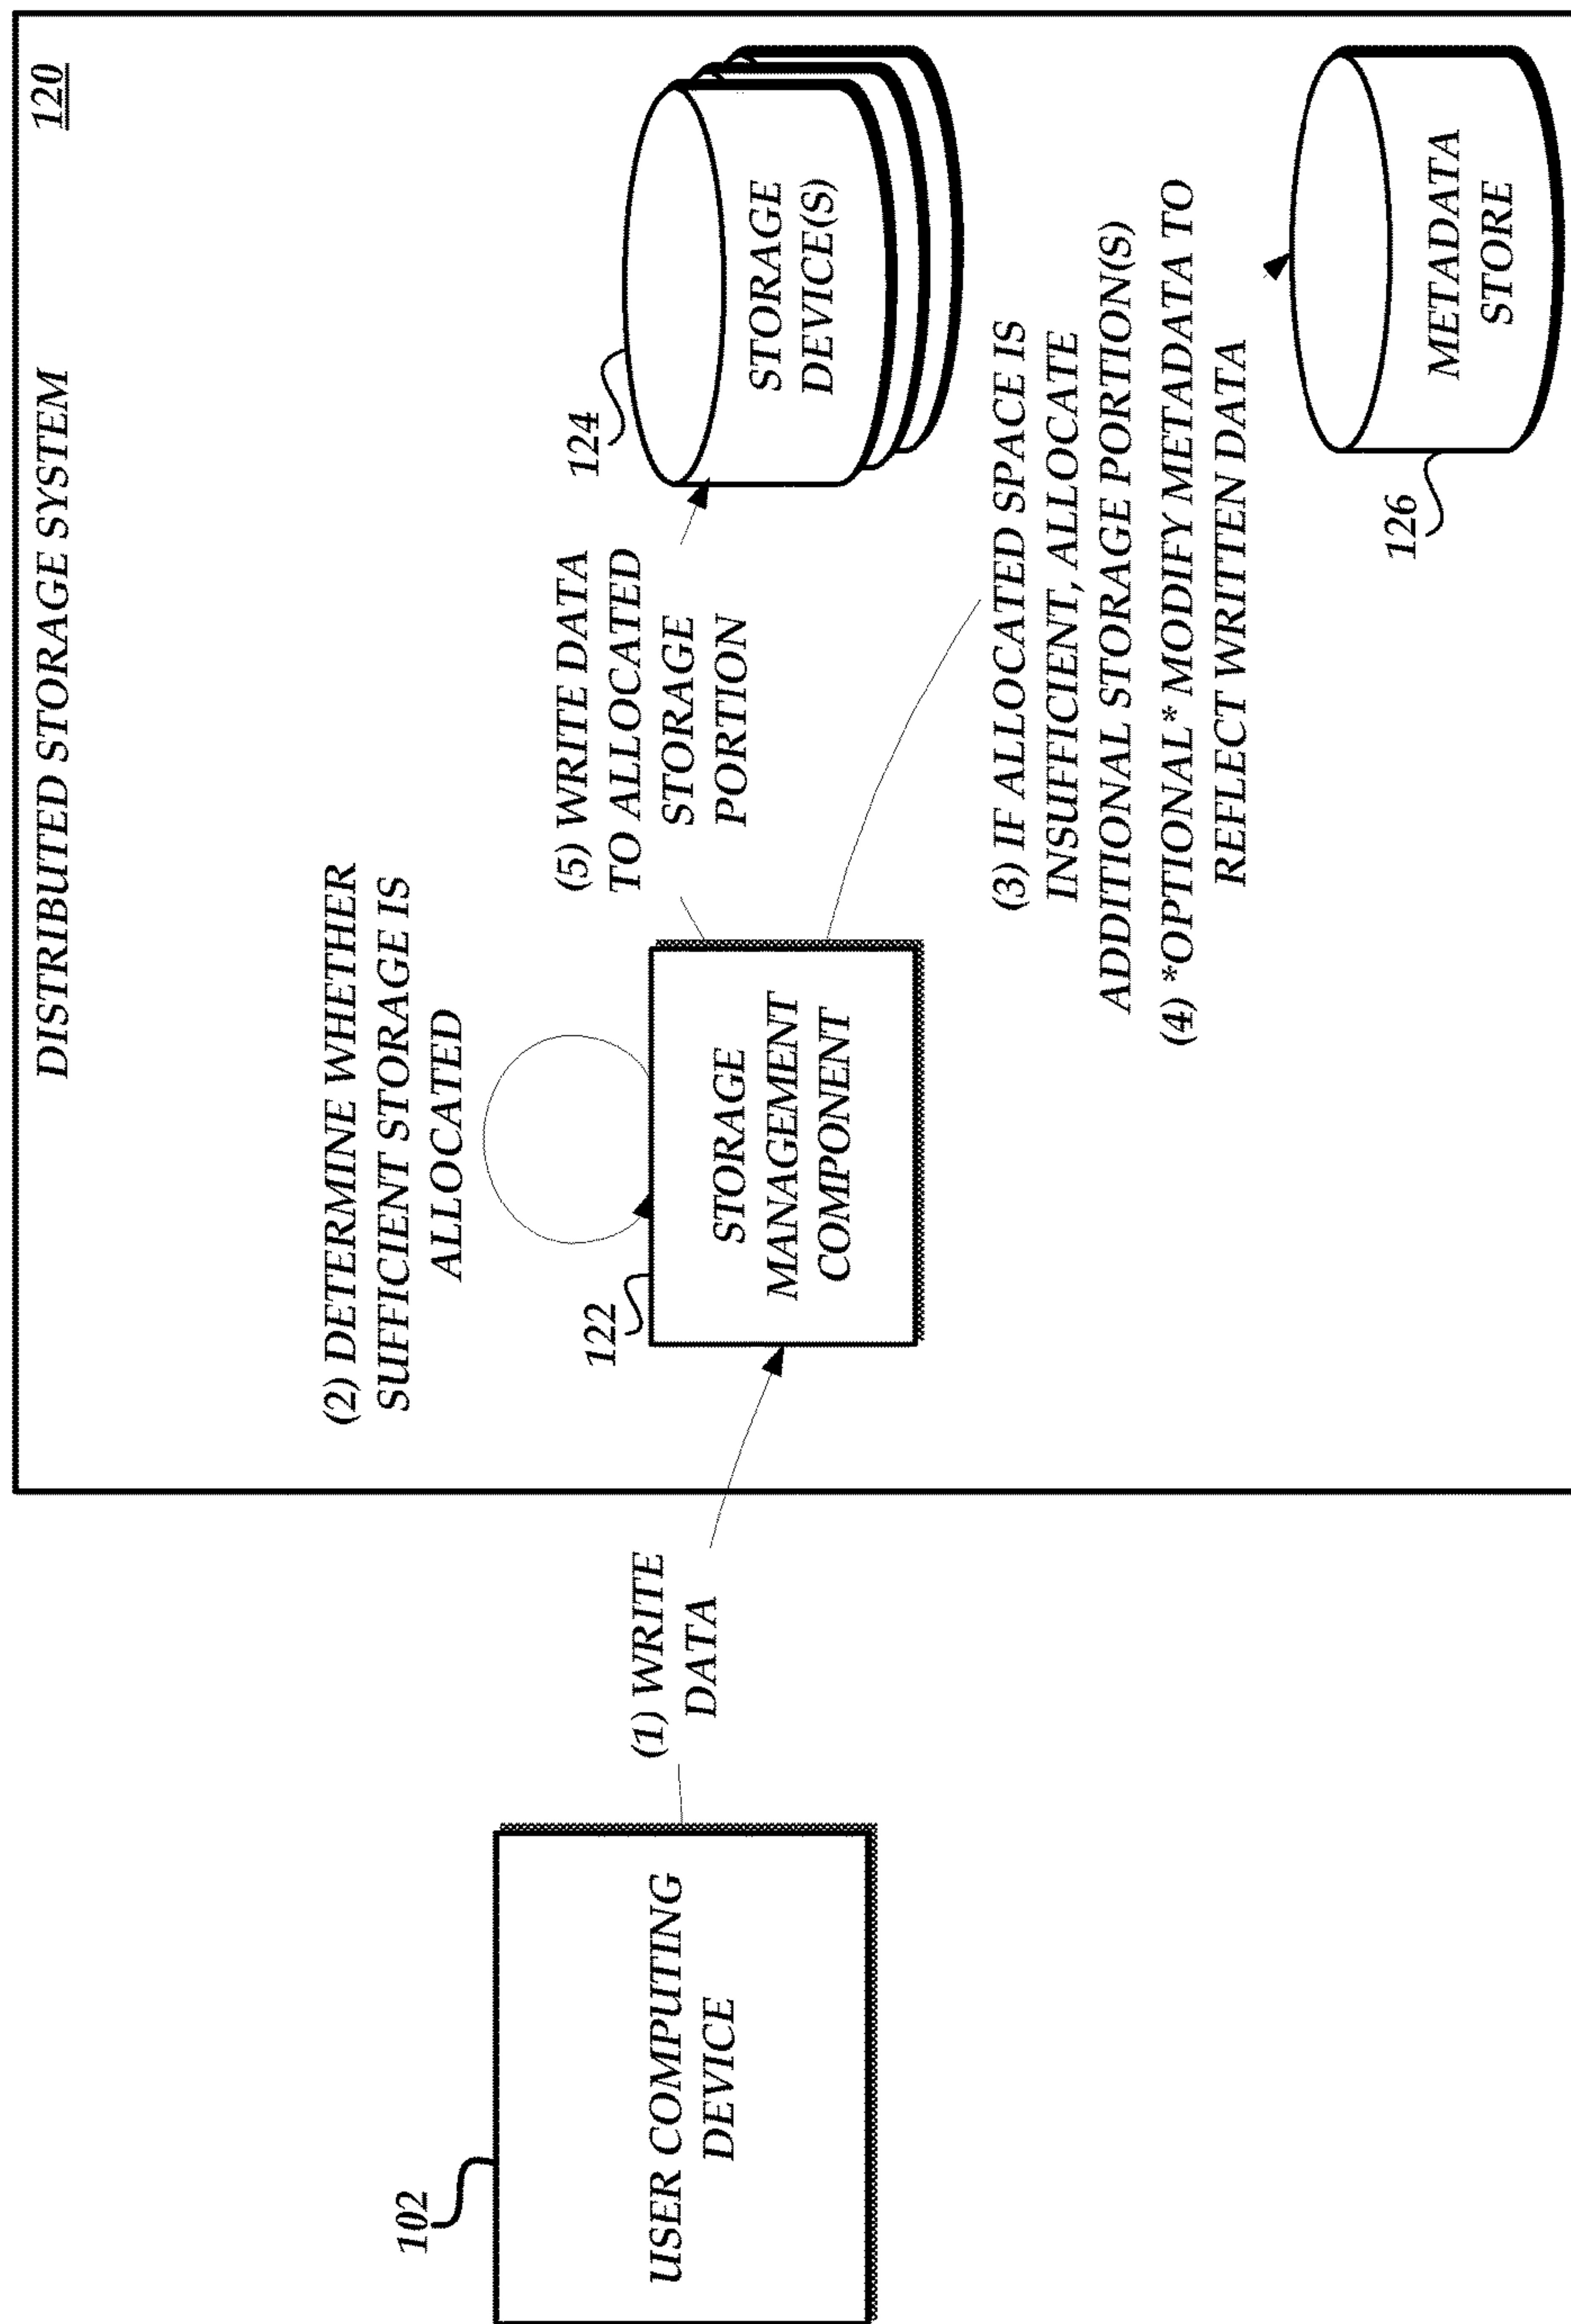 DISTRIBUTED STORAGE SYSTEM
120
(2) DETERMINE WHETHER
SUFFICIENT STORAGE IS
ALLOCATED
102
USER COMPUTING
DEVICE
(1) WRITE
DATA
122
STORAGE
MANAGEMENT
COMPONENT
(5) WRITE DATA
TO ALLOCATED
STORAGE
PORTION
124
STORAGE
DEVICE(S)
(3) IF ALLOCATED SPACE IS
INSUFFICIENT, ALLOCATE
ADDITIONAL STORAGE PORTION(S)
(4) *OPTIONAL* MODIFY METADATA TO
REFLECT WRITTEN DATA
126
METADATA
STORE